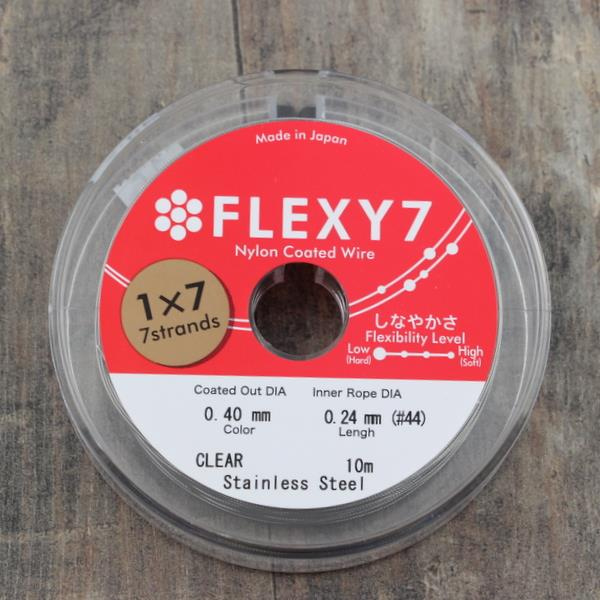 Made in Japan
FLEXY7
Nylon Coated Wire
1×7
7strands
しなやかさ
Flexibility Level
Low High
(Hard) (Soft)
Coated Out DIA Inner Rope DIA
0.40 mm 0.24 mm (#44)
Color Lengh
CLEAR 10m
Stainless Steel